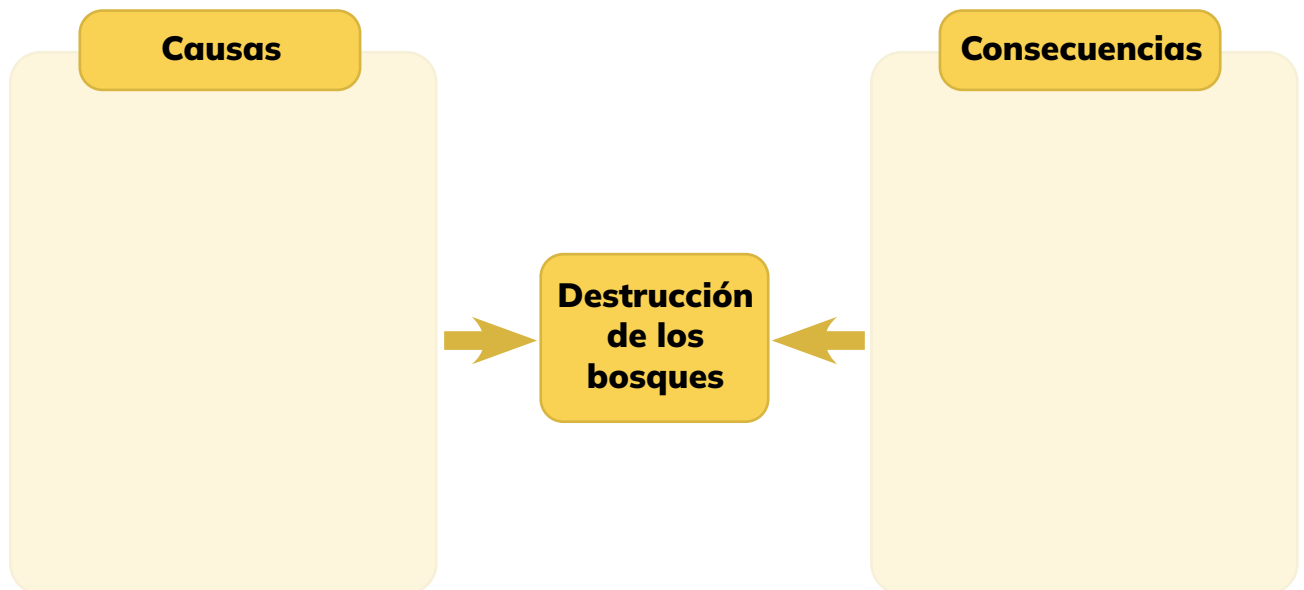 Causas
Consecuencias
Destrucción
de los
bosques